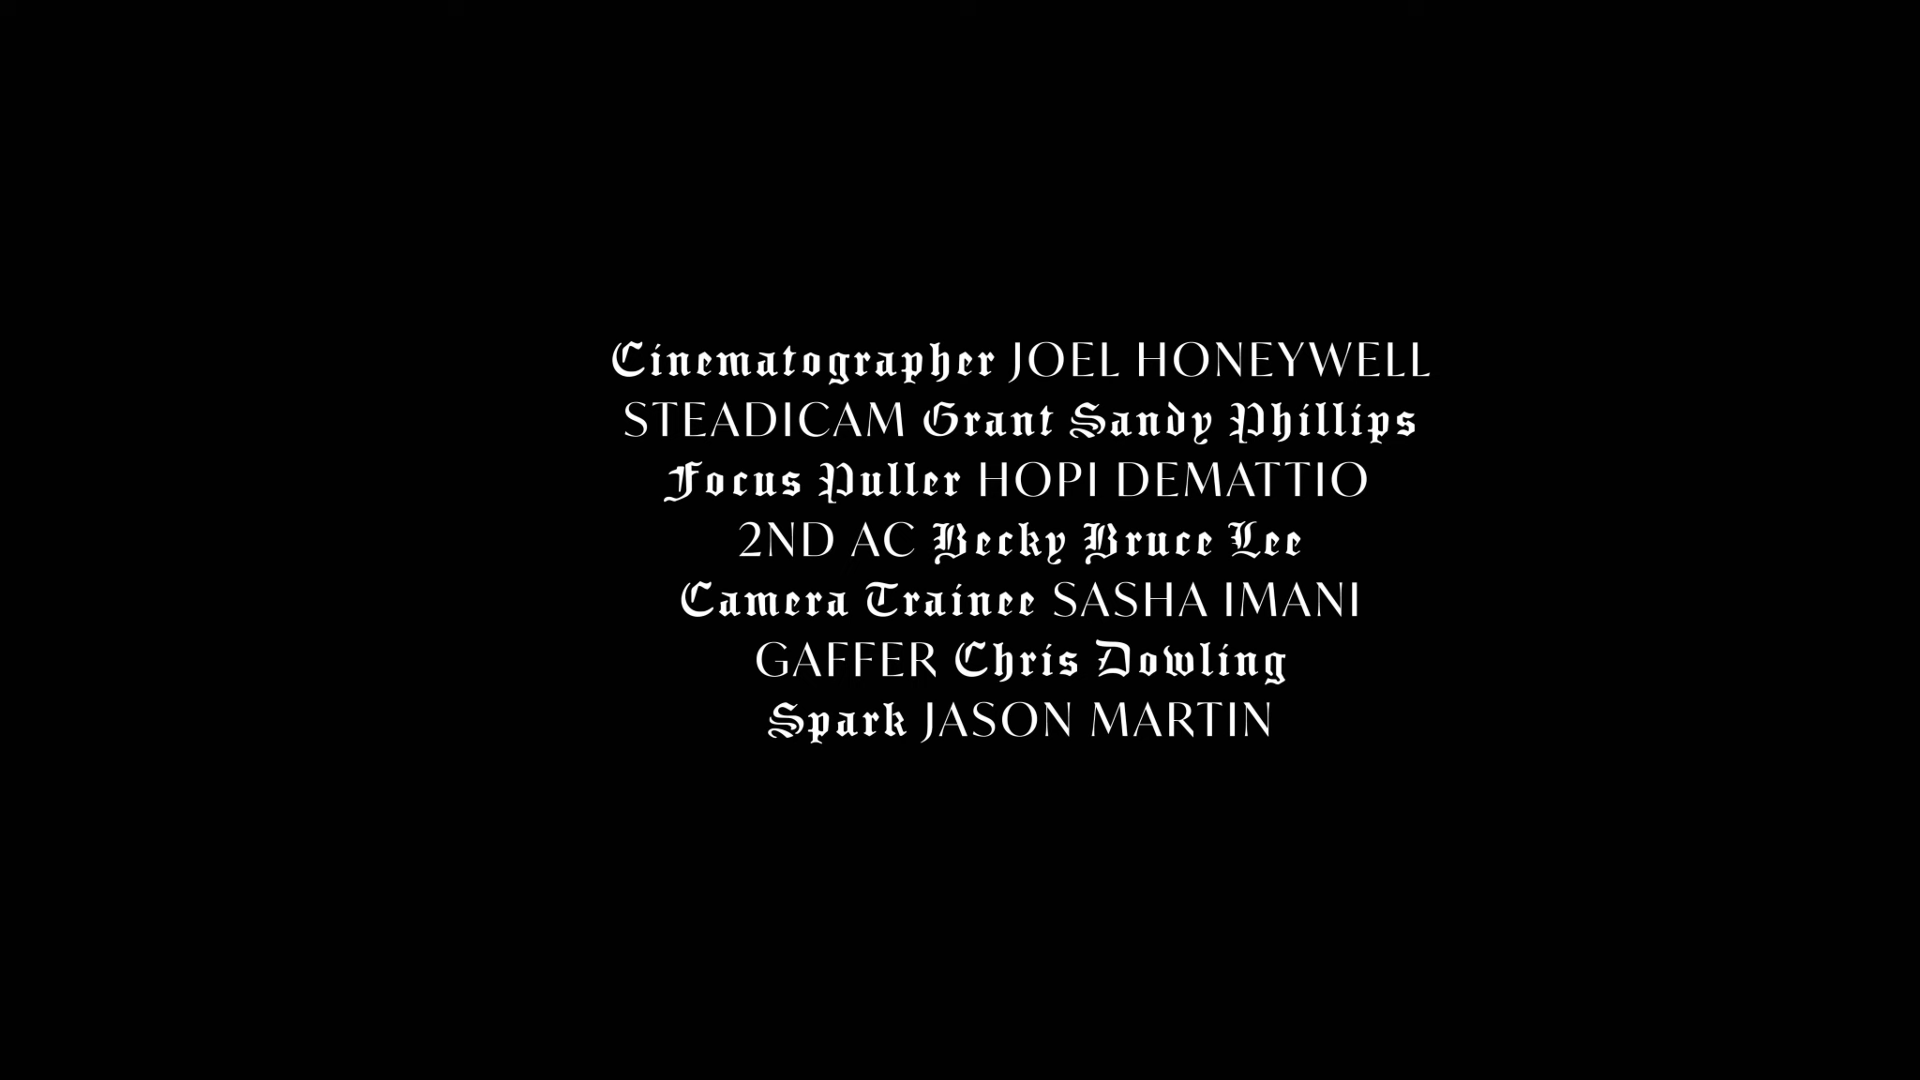 Cinematographer JOEL HONEYWELL
STEADICAM Grant Sandy Phillips
Focus Puller HOPI DEMATTIO
2ND AC Becky Bruce Lee
Camera Trainee SASHA IMANI
GAFFER Chris Dowling
Spark JASON MARTIN